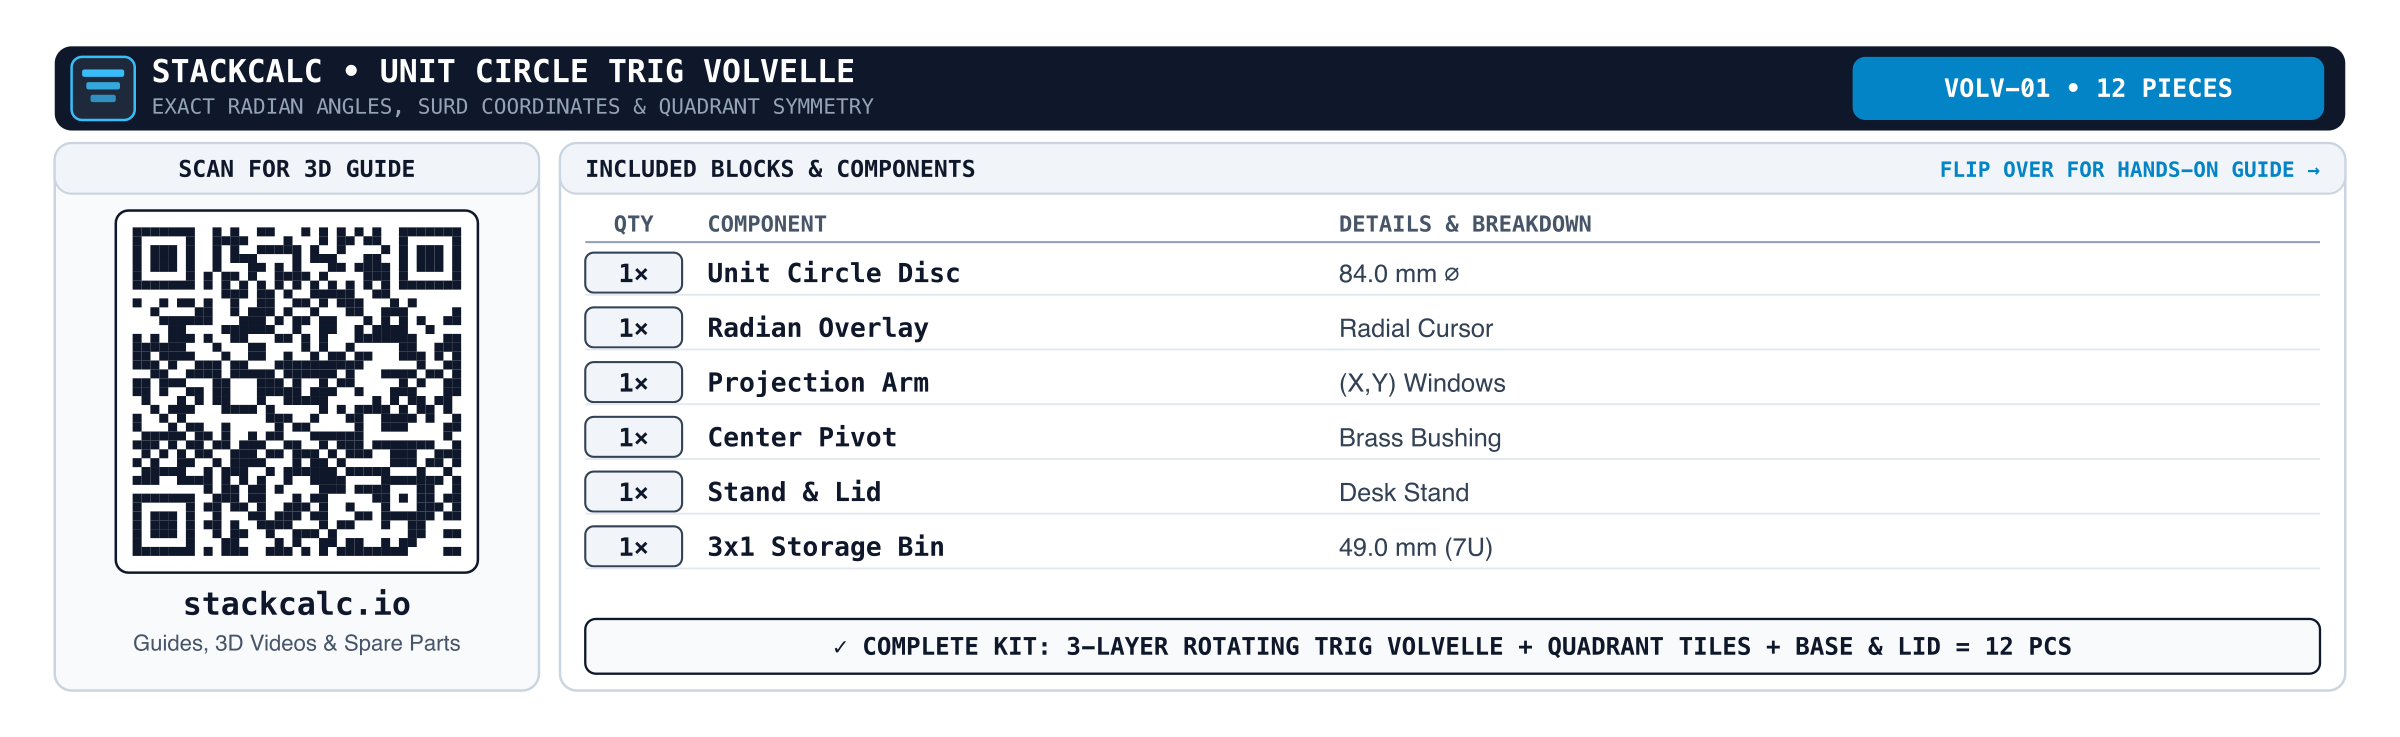 STACKCALC • UNIT CIRCLE TRIG VOLVELLE
EXACT RADIAN ANGLES, SURD COORDINATES & QUADRANT SYMMETRY
VOLV–01 • 12 PIECES
SCAN FOR 3D GUIDE
stackcalc.io
Guides, 3D Videos & Spare Parts
INCLUDED BLOCKS & COMPONENTS
FLIP OVER FOR HANDS–ON GUIDE →
QTY COMPONENT DETAILS & BREAKDOWN
1× Unit Circle Disc 84.0 mm ⌀
1× Radian Overlay Radial Cursor
1× Projection Arm (X,Y) Windows
1× Center Pivot Brass Bushing
1× Stand & Lid Desk Stand
1× 3x1 Storage Bin 49.0 mm (7U)
✓ COMPLETE KIT: 3–LAYER ROTATING TRIG VOLVELLE + QUADRANT TILES + BASE & LID = 12 PCS